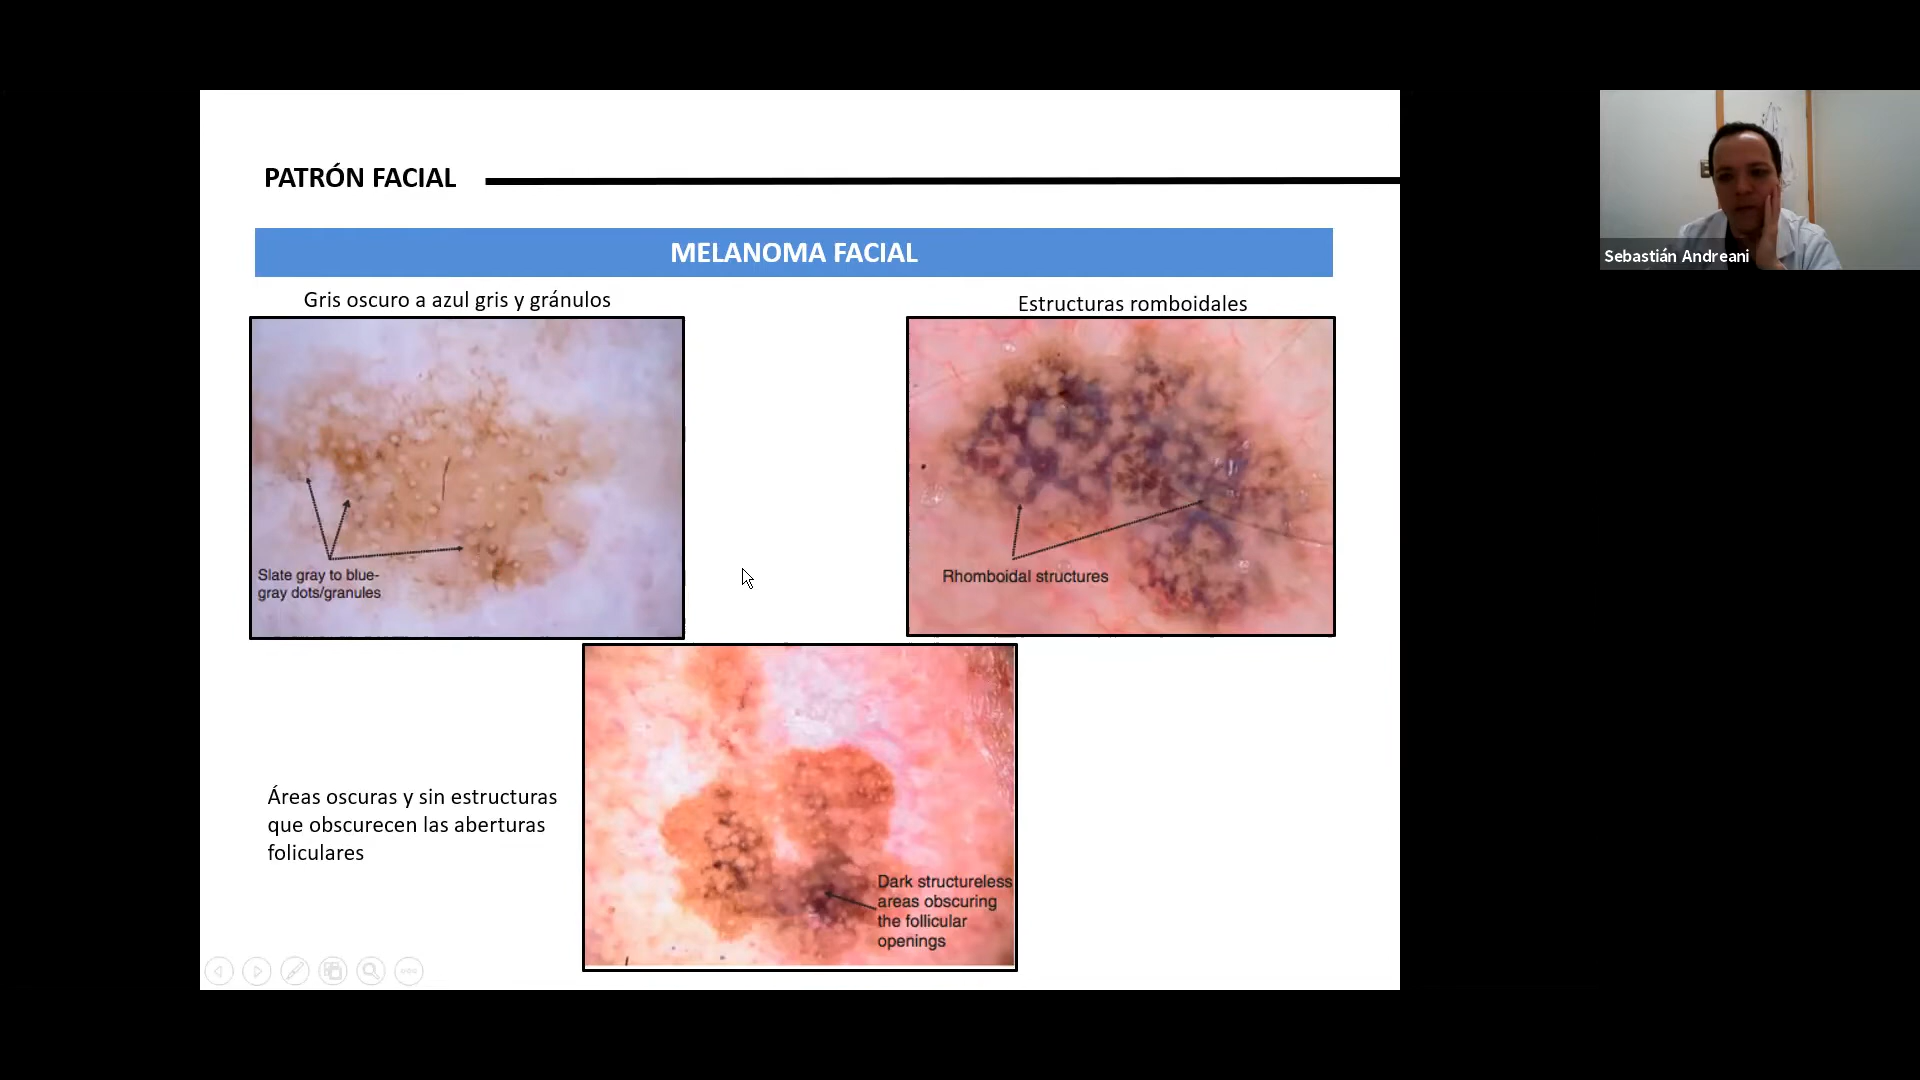 PATRÓN FACIAL
MELANOMA FACIAL
Gris oscuro a azul gris y gránulos
Estructuras romboidales
Slate gray to blue-
gray dots/granules
Rhomboidal structures
Áreas oscuras y sin estructuras
que obscurecen las aberturas
foliculares
Dark structureless
areas obscuring
the follicular
openings
Sebastián Andreani